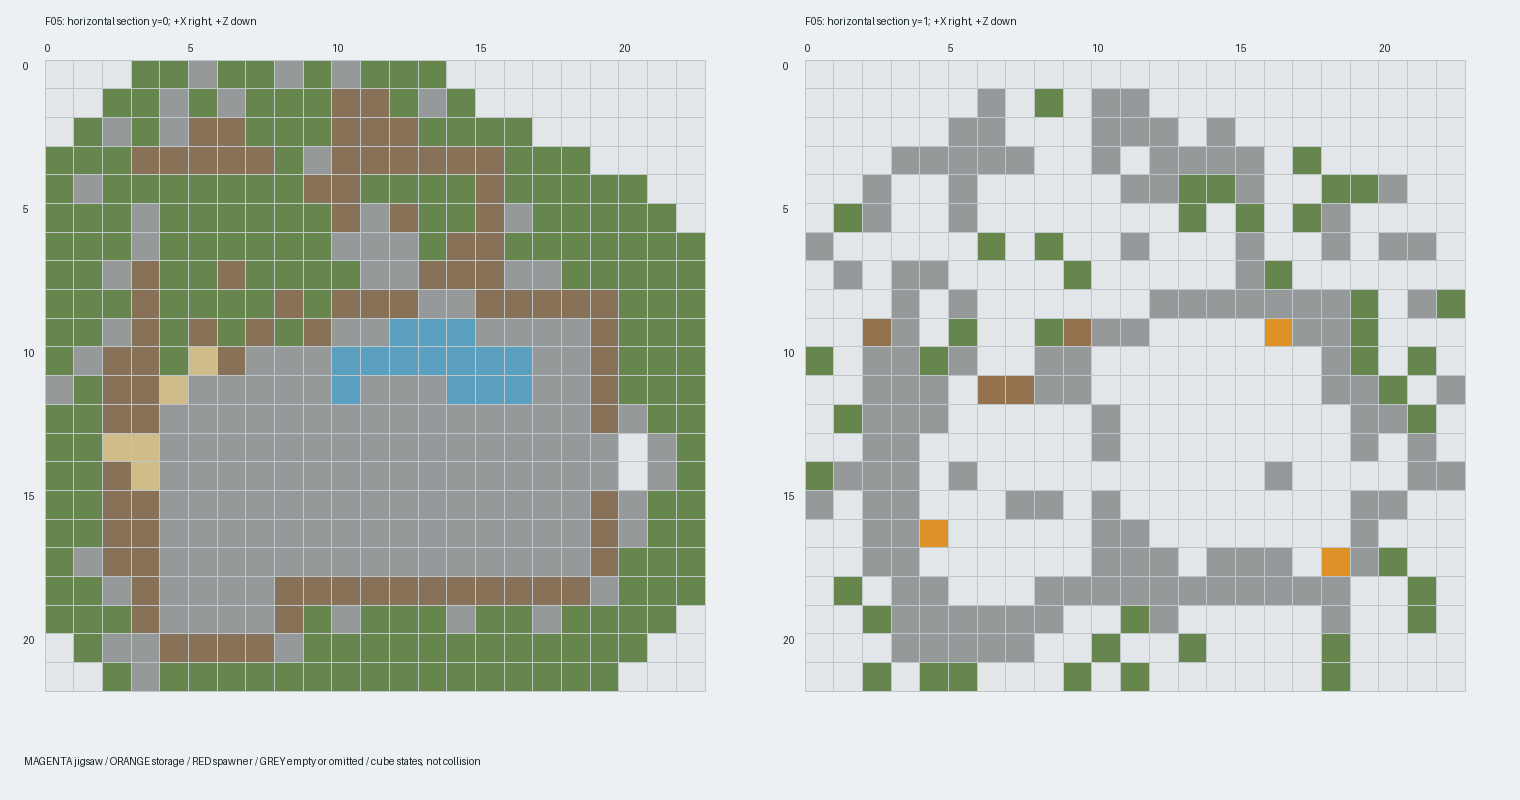 F05: horizontal section y=0; +X right, +Z down
F05: horizontal section y=1; +X right, +Z down
0 5 10 15 20
0 5 10 15 20
0
0
5
5
10
10
15
15
20
20
MAGENTA jigsaw / ORANGE storage / RED spawner / GREY empty or omitted / cube states, not collision